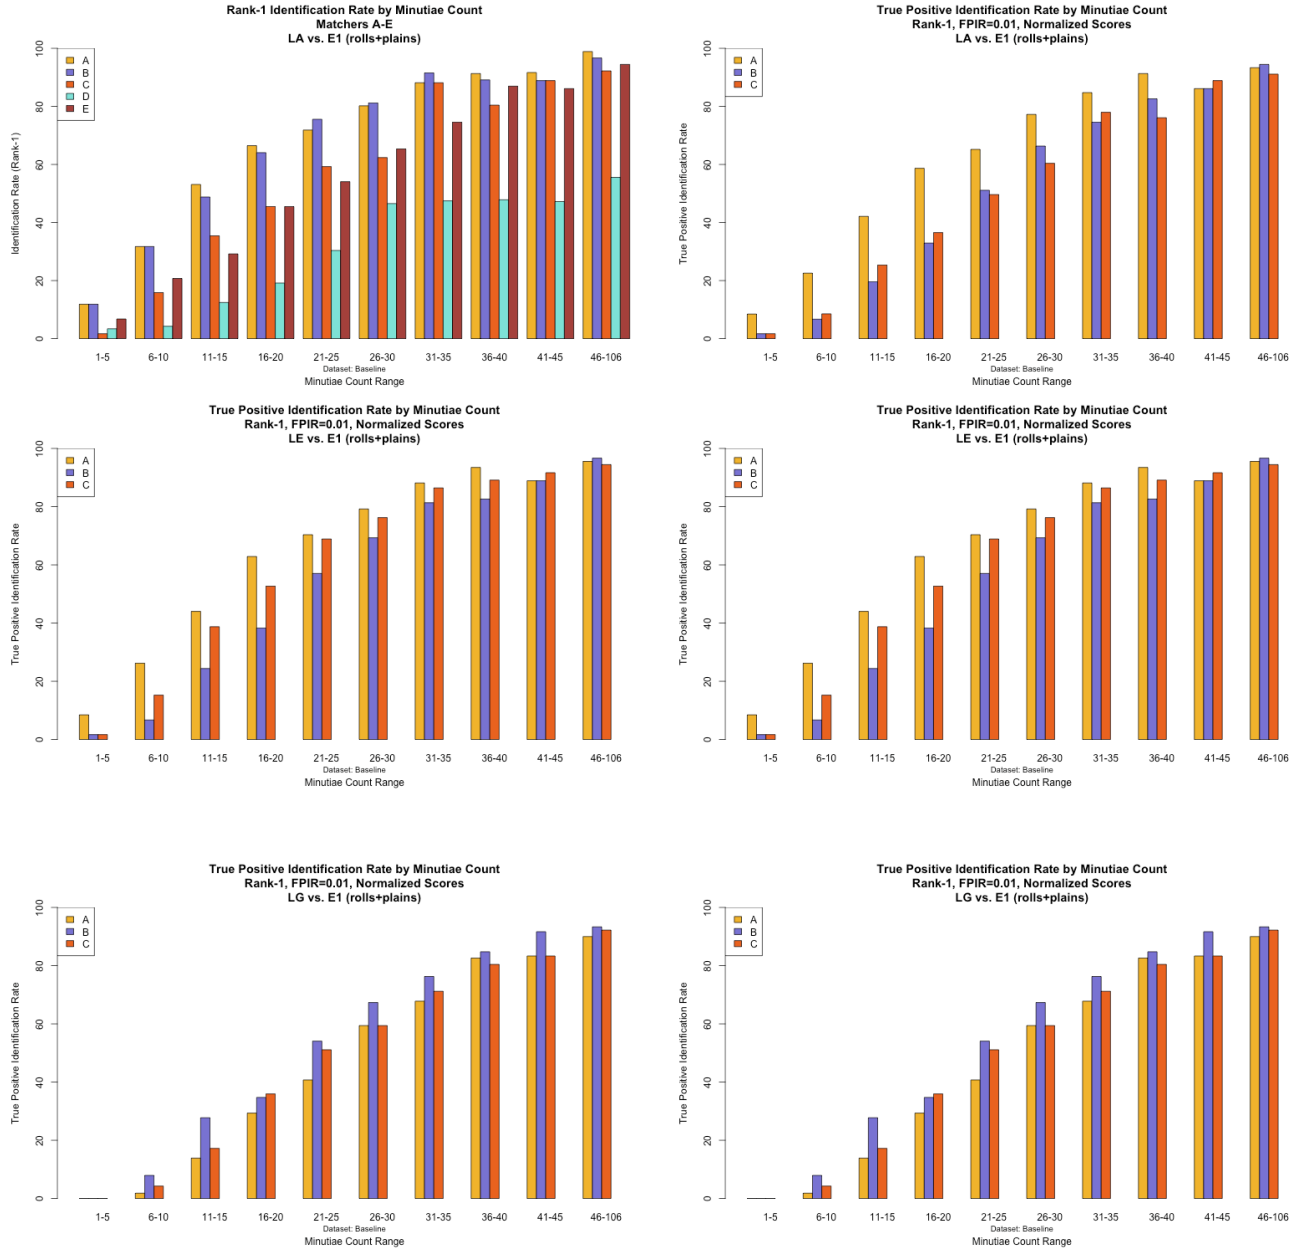 Rank-1 Identification Rate by Minutiae Count
Matchers A-E
LA vs. E1 (rolls+plains)
A
B
C
D
E
Identification Rate (Rank-1)
0
20
40
60
80
100
1-5 6-10 11-15 16-20 21-25 26-30 31-35 36-40 41-45 46-106
Dataset: Baseline
Minutiae Count Range
True Positive Identification Rate by Minutiae Count
Rank-1, FPIR=0.01, Normalized Scores
LA vs. E1 (rolls+plains)
A
B
C
True Positive Identification Rate
0
20
40
60
80
100
1-5 6-10 11-15 16-20 21-25 26-30 31-35 36-40 41-45 46-106
Dataset: Baseline
Minutiae Count Range
True Positive Identification Rate by Minutiae Count
Rank-1, FPIR=0.01, Normalized Scores
LE vs. E1 (rolls+plains)
A
B
C
True Positive Identification Rate
0
20
40
60
80
100
1-5 6-10 11-15 16-20 21-25 26-30 31-35 36-40 41-45 46-106
Dataset: Baseline
Minutiae Count Range
True Positive Identification Rate by Minutiae Count
Rank-1, FPIR=0.01, Normalized Scores
LE vs. E1 (rolls+plains)
A
B
C
True Positive Identification Rate
0
20
40
60
80
100
1-5 6-10 11-15 16-20 21-25 26-30 31-35 36-40 41-45 46-106
Dataset: Baseline
Minutiae Count Range
True Positive Identification Rate by Minutiae Count
Rank-1, FPIR=0.01, Normalized Scores
LG vs. E1 (rolls+plains)
A
B
C
True Positive Identification Rate
0
20
40
60
80
100
1-5 6-10 11-15 16-20 21-25 26-30 31-35 36-40 41-45 46-106
Dataset: Baseline
Minutiae Count Range
True Positive Identification Rate by Minutiae Count
Rank-1, FPIR=0.01, Normalized Scores
LG vs. E1 (rolls+plains)
A
B
C
True Positive Identification Rate
0
20
40
60
80
100
1-5 6-10 11-15 16-20 21-25 26-30 31-35 36-40 41-45 46-106
Dataset: Baseline
Minutiae Count Range